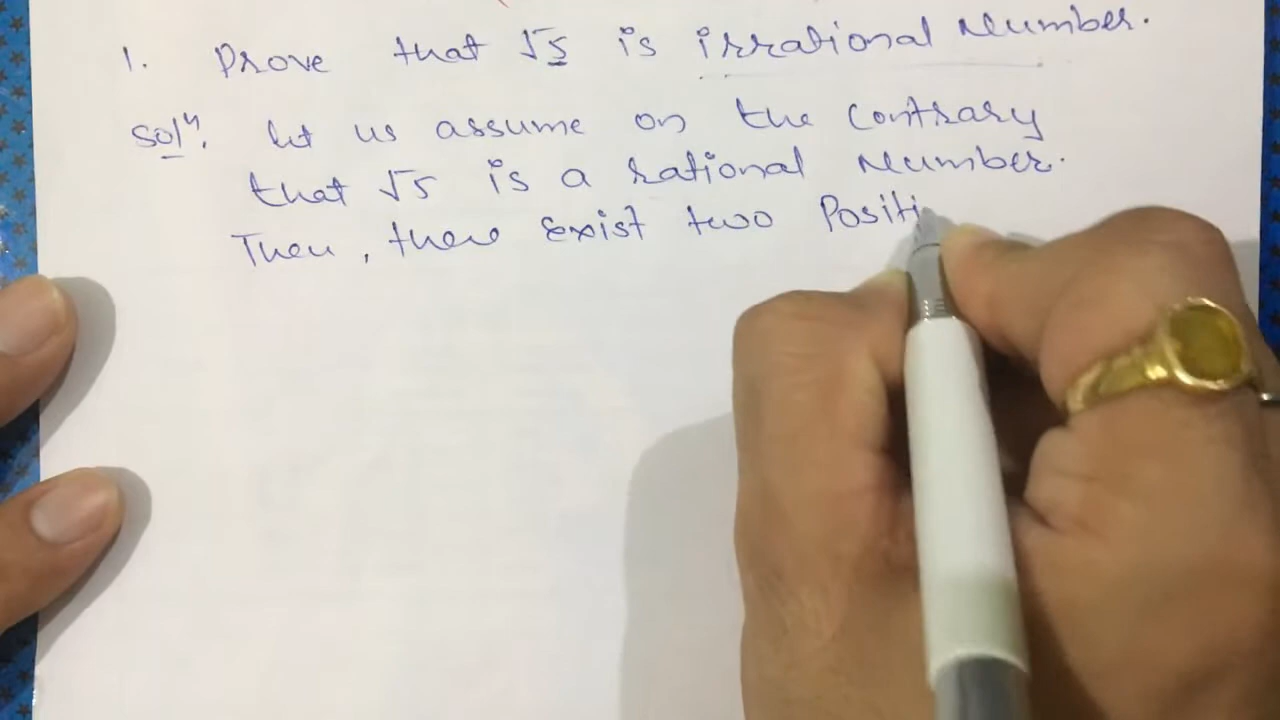 1. Prove that √5 is irrational Number.
Solⁿ. let us assume on the contrary
that √5 is a rational Number.
Then, there exist two Positi